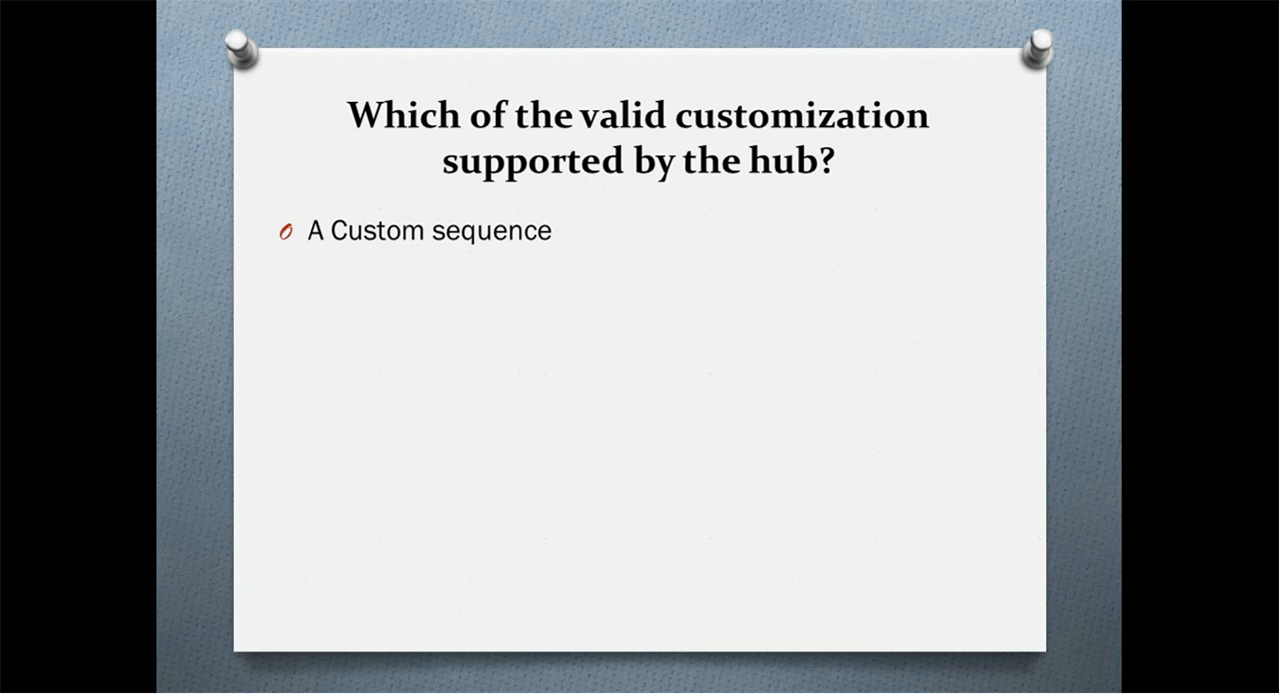 Which of the valid customization
supported by the hub?
A Custom sequence